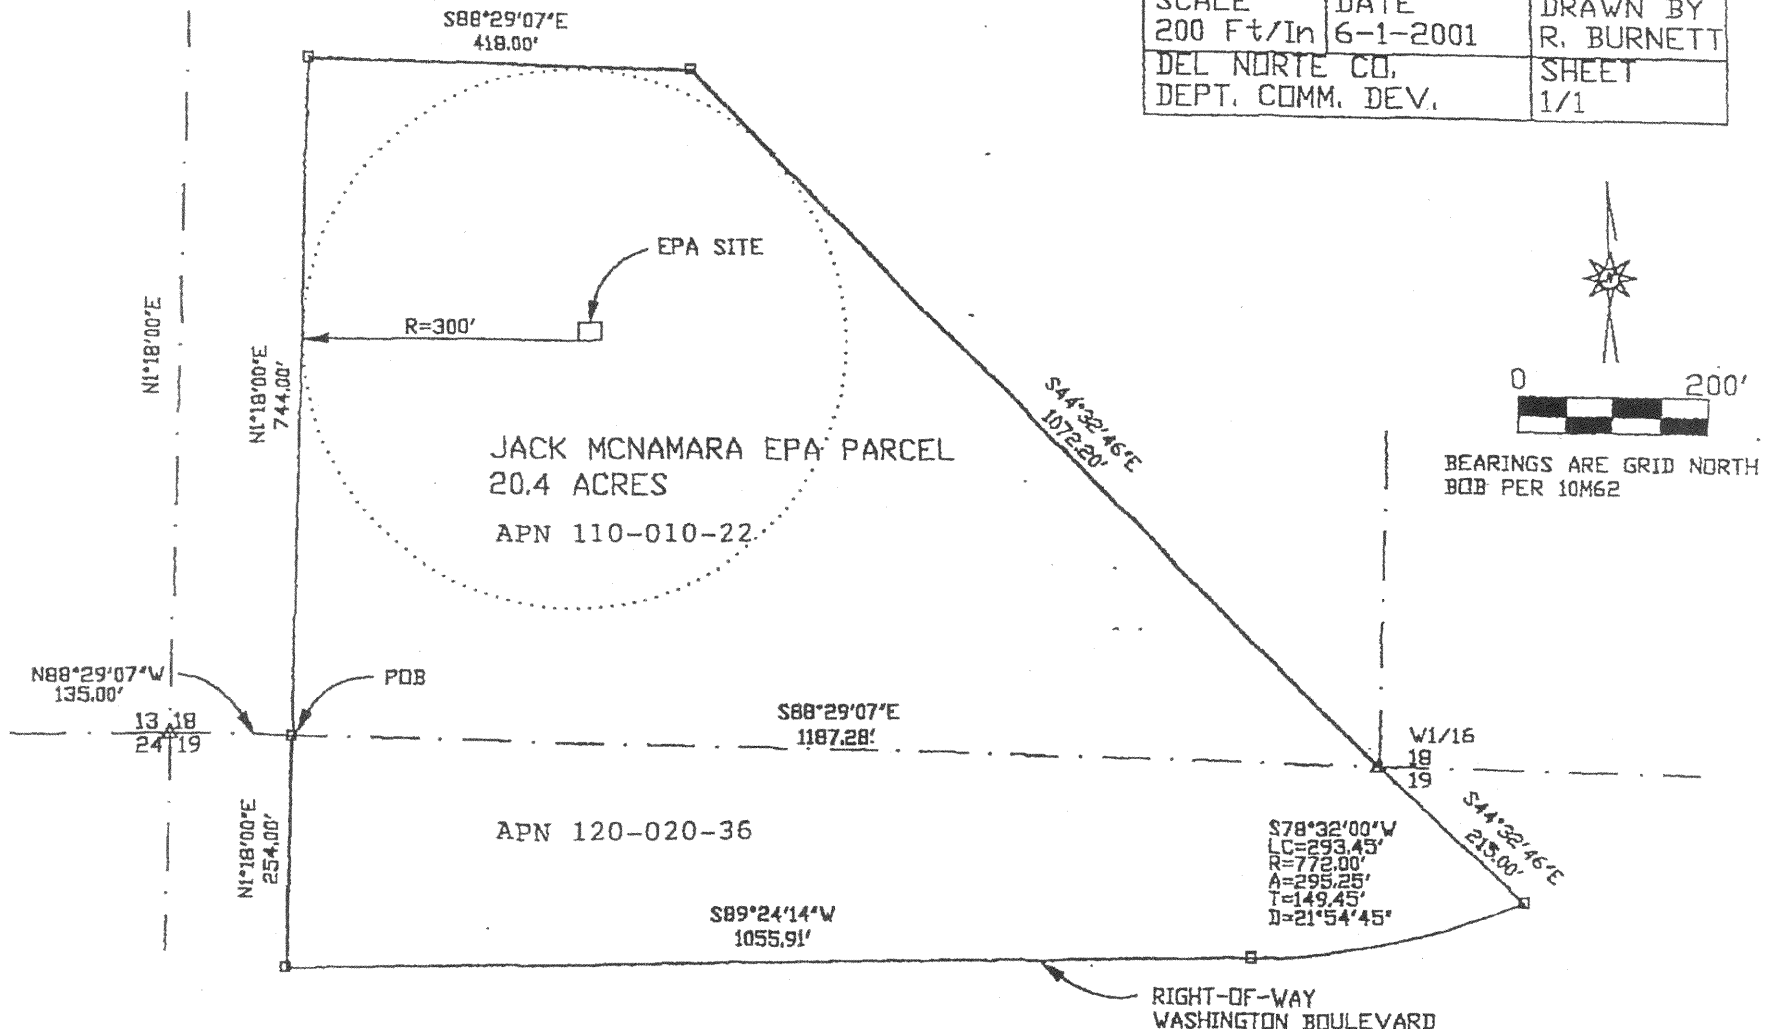 S88°29'07"E
418.00'
SCALE DATE DRAWN BY
200 Ft/In 6-1-2001 R. BURNETT
DEL NORTE CO. SHEET
DEPT. COMM. DEV. 1/1
EPA SITE
N1°18'00"E
R=300'
N1°18'00"E
744.00'
0 200'
S44°32'46"E
1072.20'
JACK MCNAMARA EPA PARCEL
20.4 ACRES
APN 110-010-22
BEARINGS ARE GRID NORTH
BOB PER 10M62
N88°29'07"W
135.00'
POB
13 18
24 19
S88°29'07"E
1187.28'
W1/16
18
19
N1°18'00"E
254.00'
APN 120-020-36
S78°32'00"W
LC=293.45'
R=772.00'
A=295.25'
T=149.45'
D=21°54'45"
S44°32'46"E
215.00'
S89°24'14"W
1055.91'
RIGHT-OF-WAY
WASHINGTON BOULEVARD